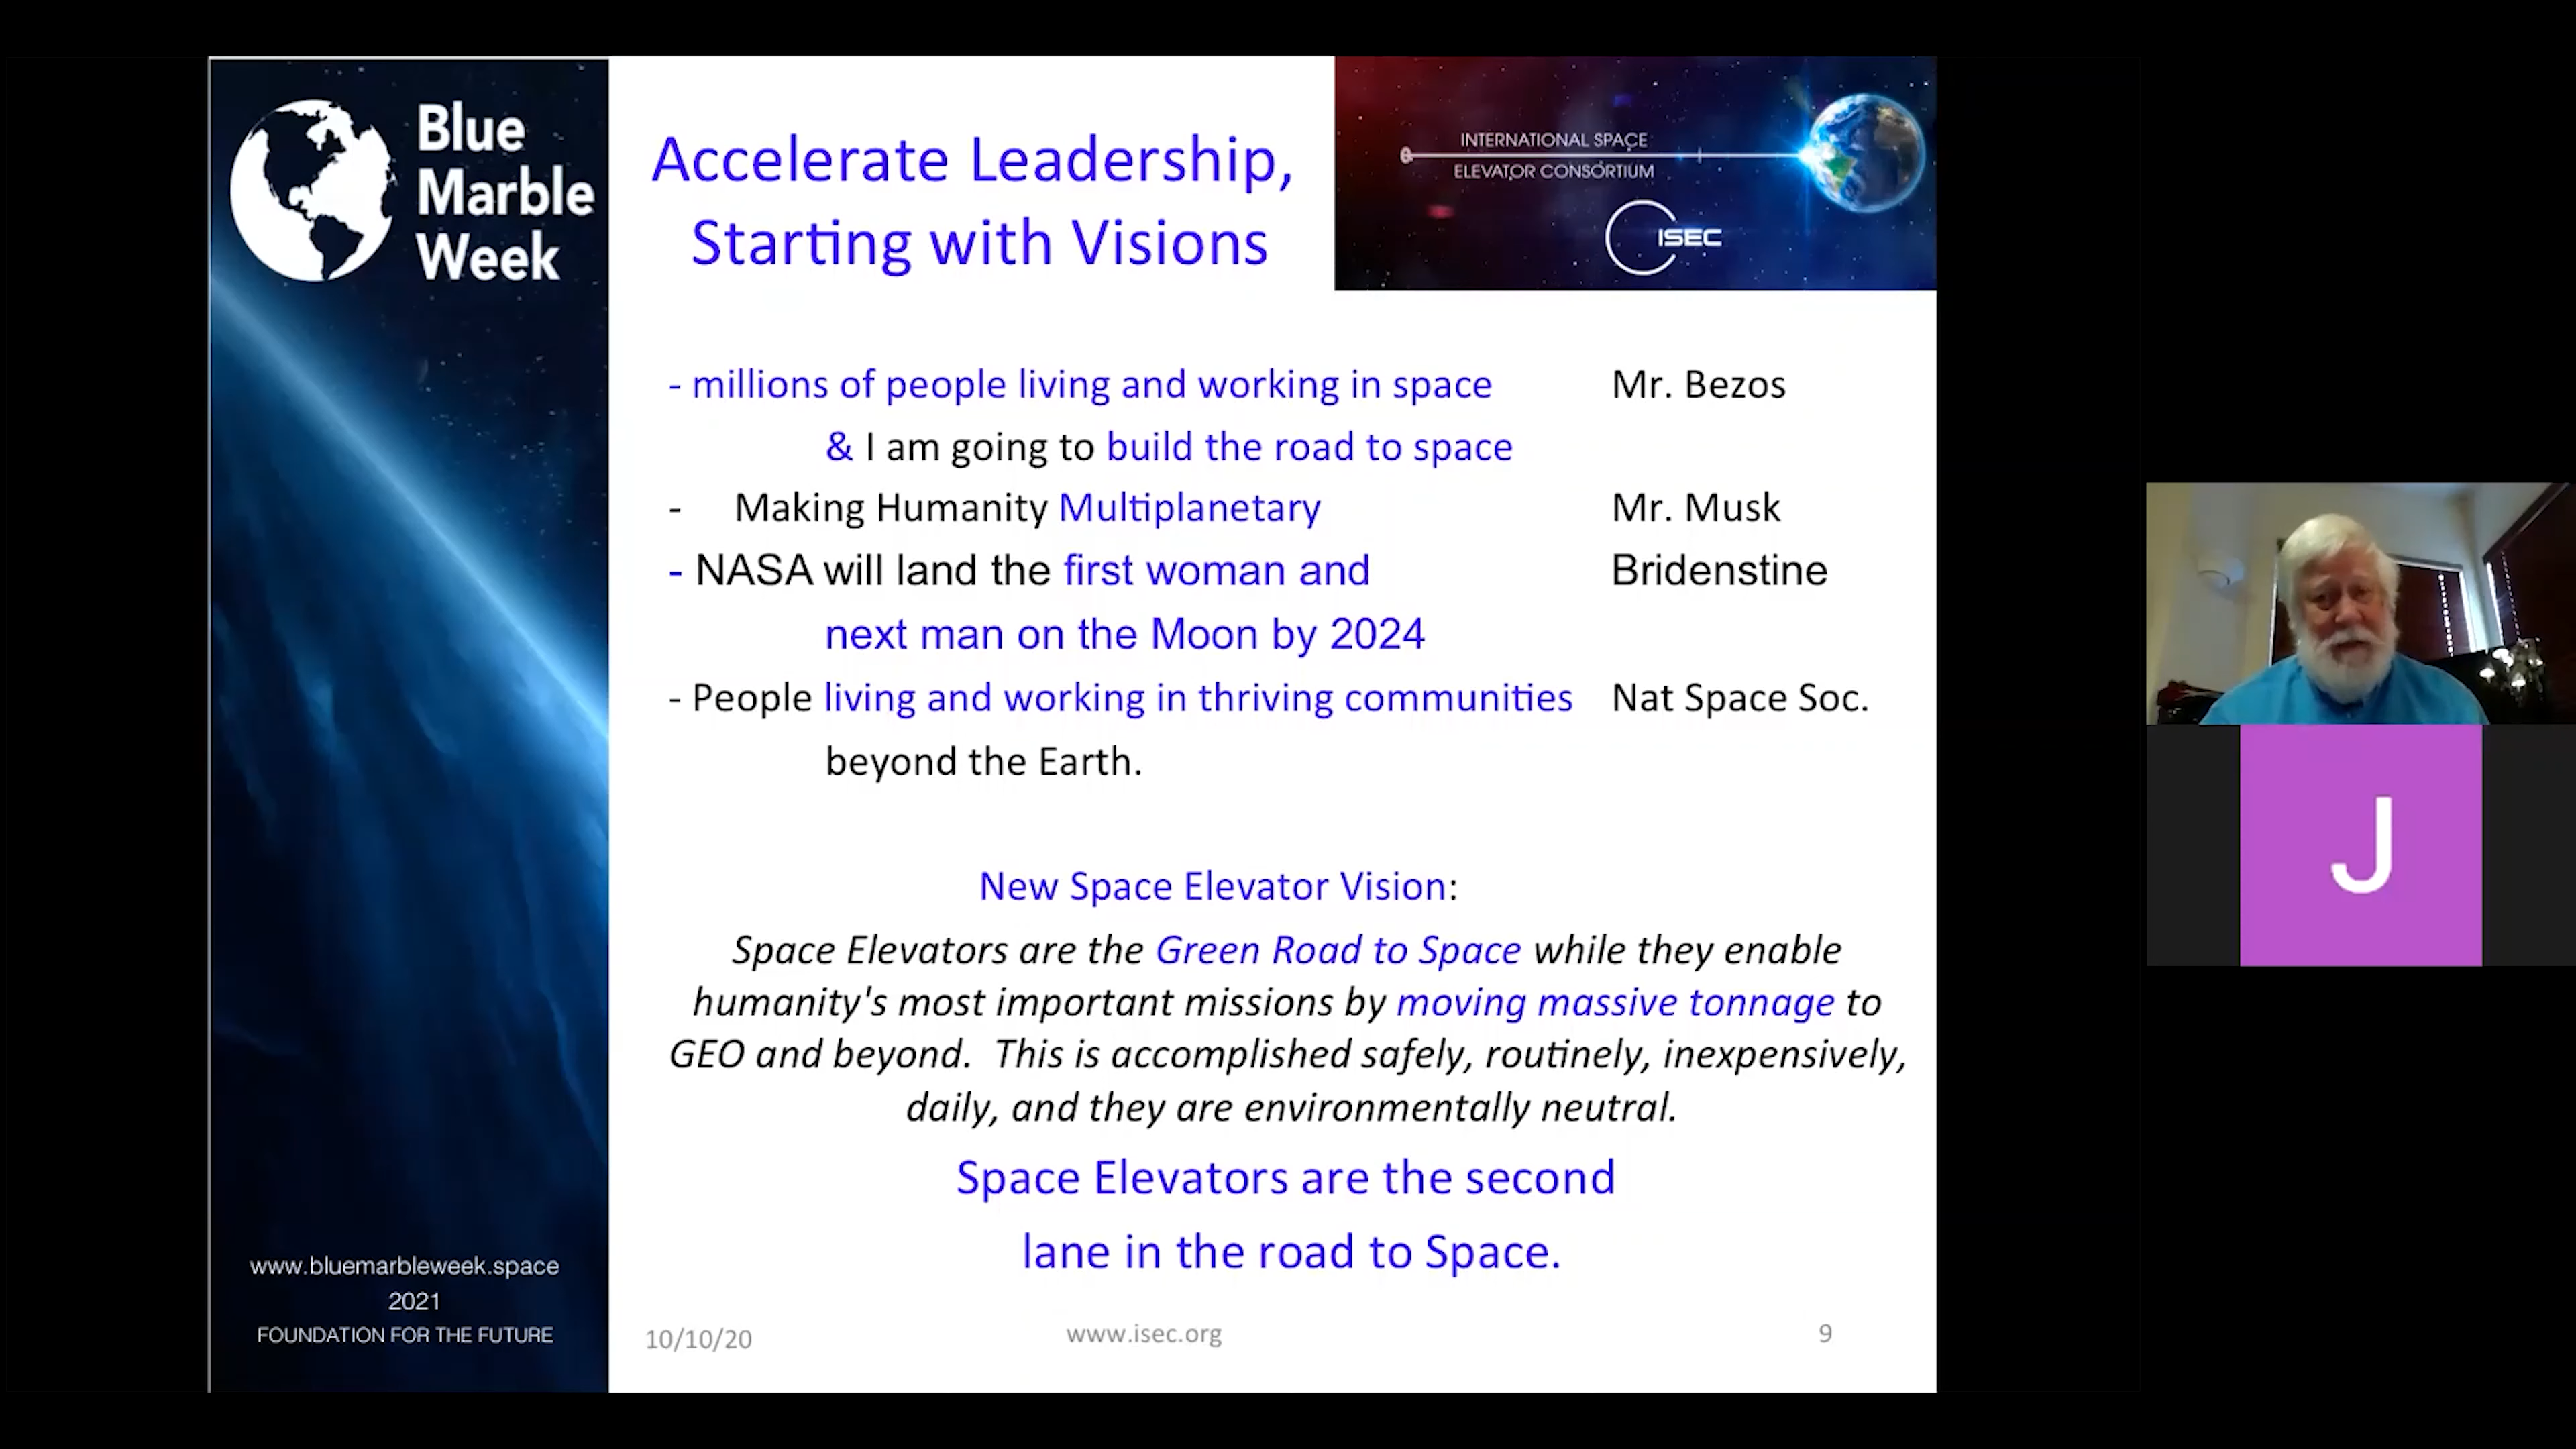 Blue
Marble
Week
Accelerate Leadership,
Starting with Visions
INTERNATIONAL SPACE
ELEVATOR CONSORTIUM
ISEC
- millions of people living and working in space Mr. Bezos
& I am going to build the road to space
- Making Humanity Multiplanetary Mr. Musk
- NASA will land the first woman and Bridenstine
next man on the Moon by 2024
- People living and working in thriving communities Nat Space Soc.
beyond the Earth.
New Space Elevator Vision:
Space Elevators are the Green Road to Space while they enable
humanity's most important missions by moving massive tonnage to
GEO and beyond. This is accomplished safely, routinely, inexpensively,
daily, and they are environmentally neutral.
Space Elevators are the second
lane in the road to Space.
www.bluemarbleweek.space
2021
FOUNDATION FOR THE FUTURE
10/10/20
www.isec.org
9
J